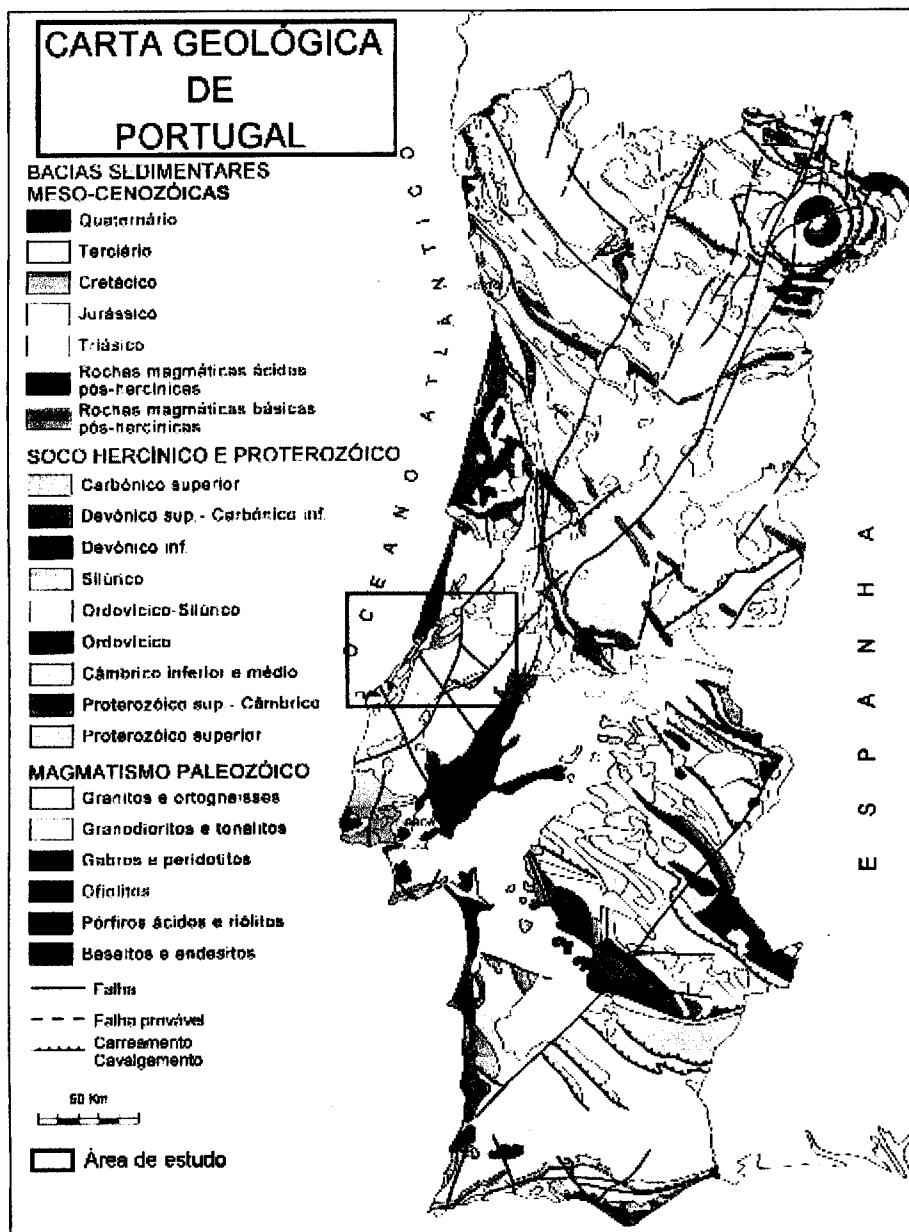 CARTA GEOLÓGICA
DE
PORTUGAL
BACIAS SEDIMENTARES
MESO-CENOZÓICAS
Quaternário
Terciário
Cretácico
Jurássico
Triásico
Rochas magmáticas ácidas
pós-hercínicas
Rochas magmáticas básicas
pós-hercínicas
SOCO HERCÍNICO E PROTEROZÓICO
Carbónico superior
Devónico sup. - Carbónico inf.
Devónico inf.
Silúrico
Ordovícico-Silúrico
Ordovícico
Câmbrico inferior e médio
Proterozóico sup. - Câmbrico
Proterozóico superior
MAGMATISMO PALEOZÓICO
Granitos e ortognaisses
Granodioritos e tonalitos
Gabros e peridotitos
Ofiolitos
Pórfiros ácidos e riólitos
Basaltos e andesitos
Falha
Falha provável
Carreamento
Cavalgamento
50 Km
Área de estudo
OCEANO ATLÂNTICO
ESPANHA